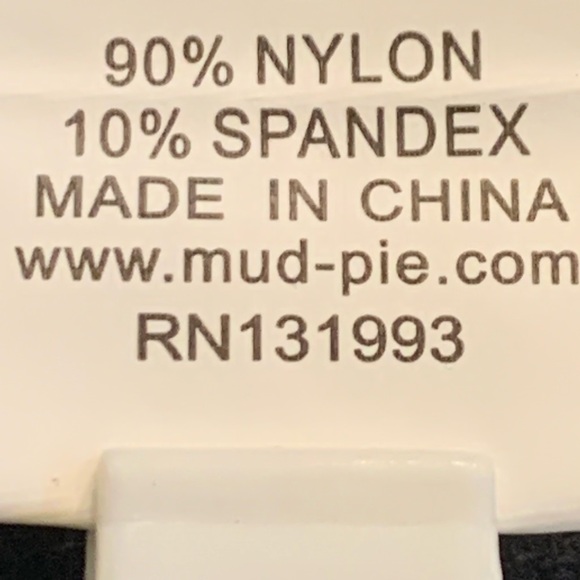 90% NYLON
10% SPANDEX
MADE IN CHINA
www.mud-pie.com
RN131993